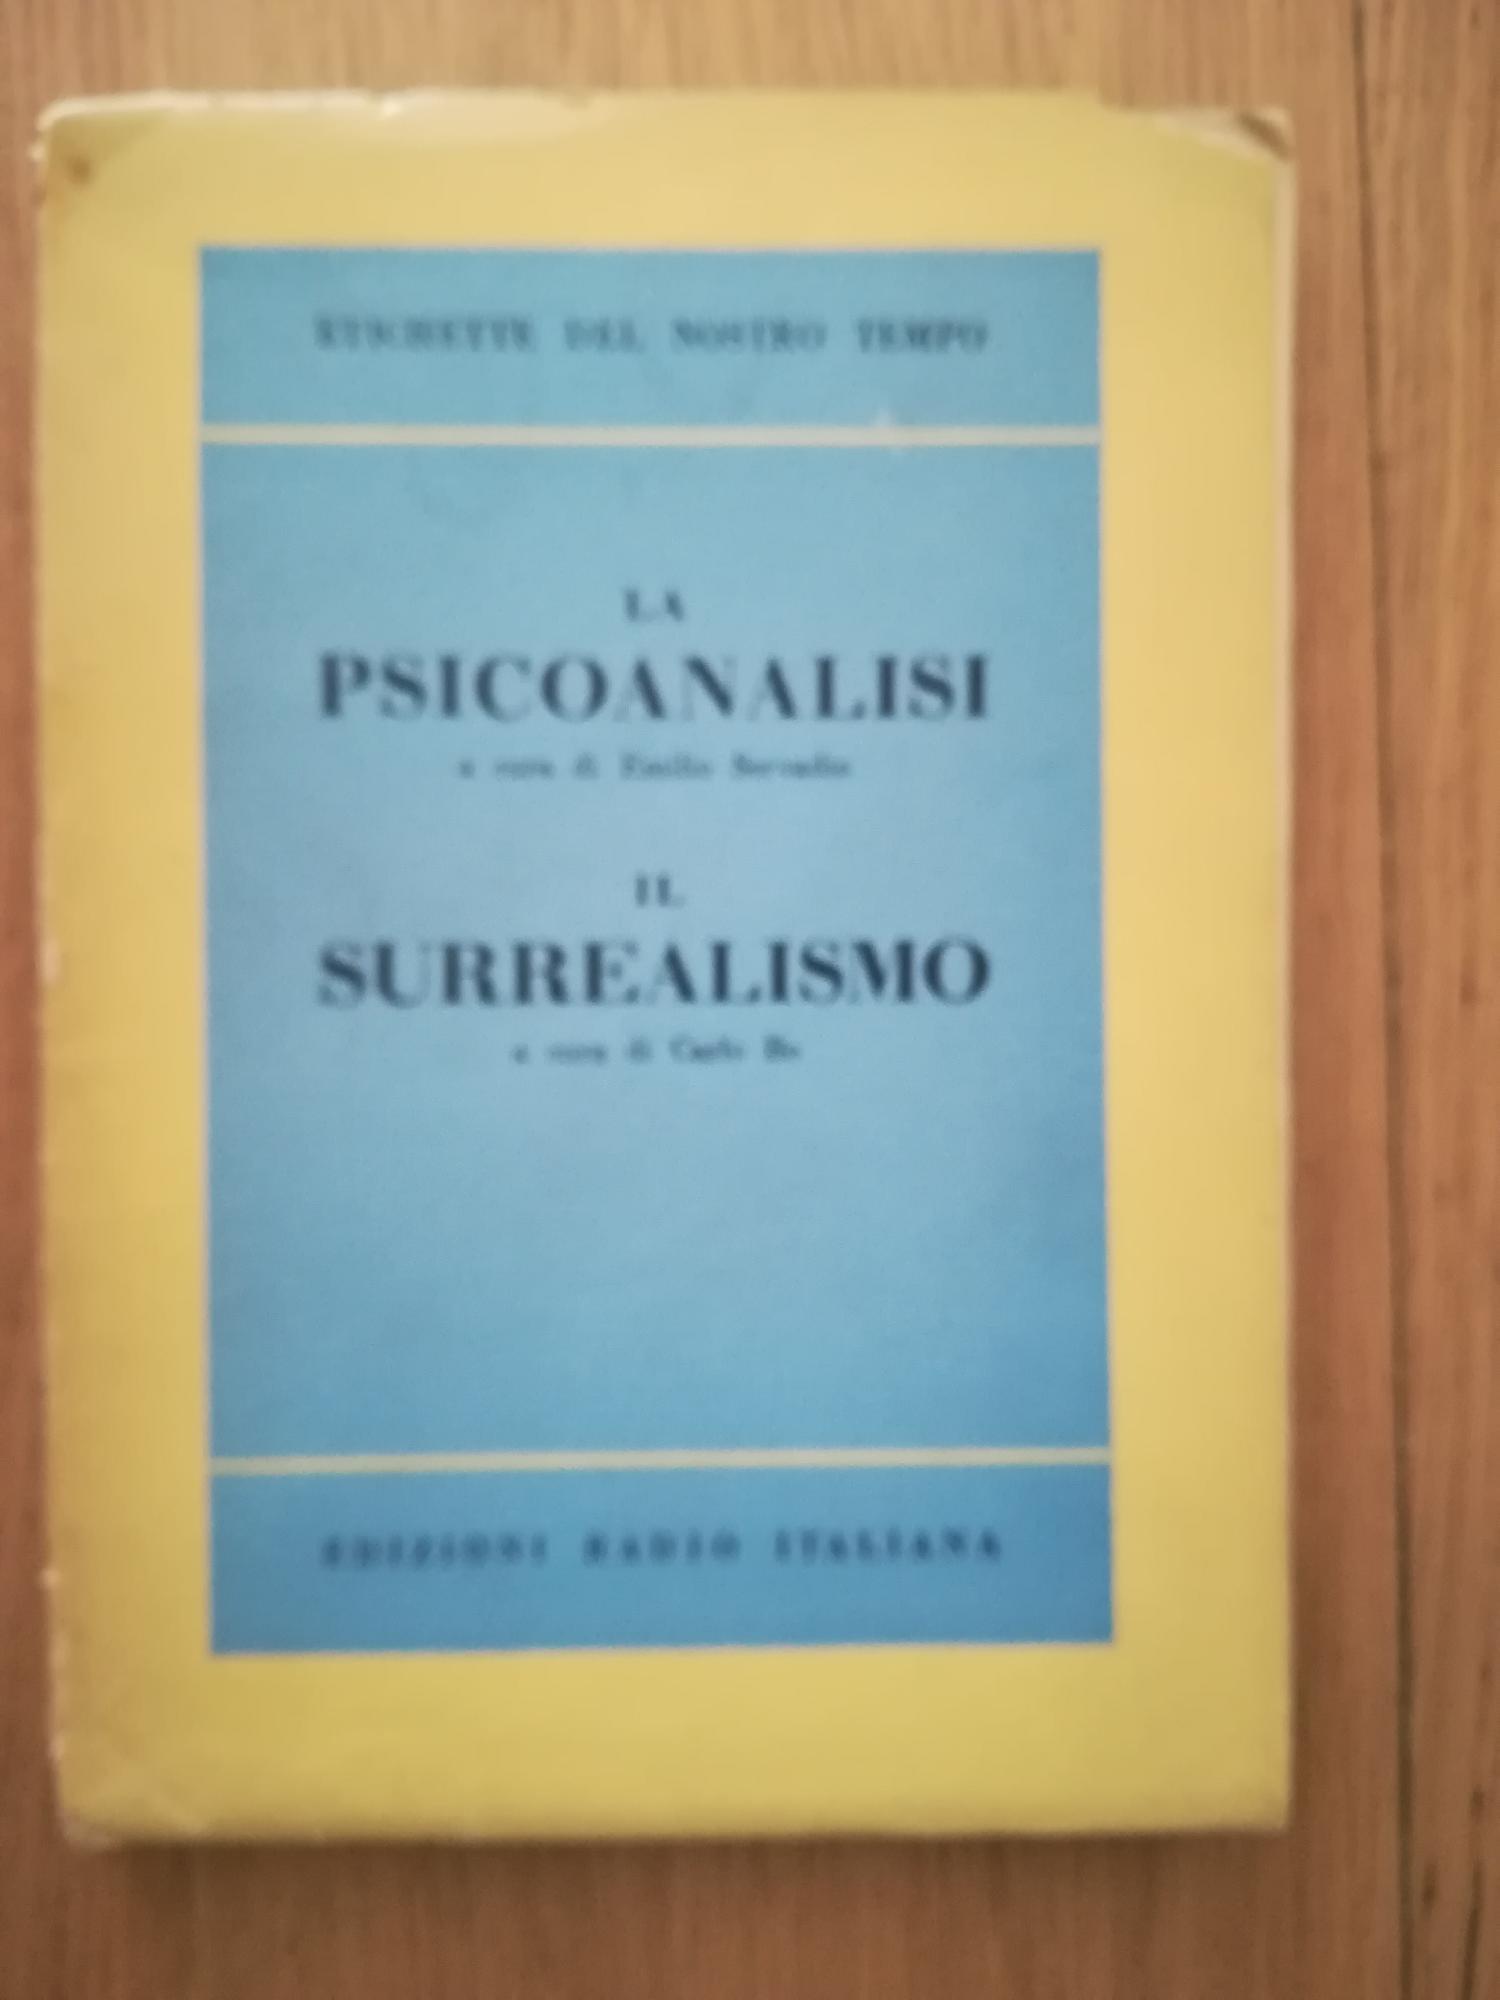 ETICHETTE DEL NOSTRO TEMPO
LA
PSICOANALISI
a cura di Emilio Servadio
IL
SURREALISMO
a cura di Carlo Bo
EDIZIONI RADIO ITALIANA